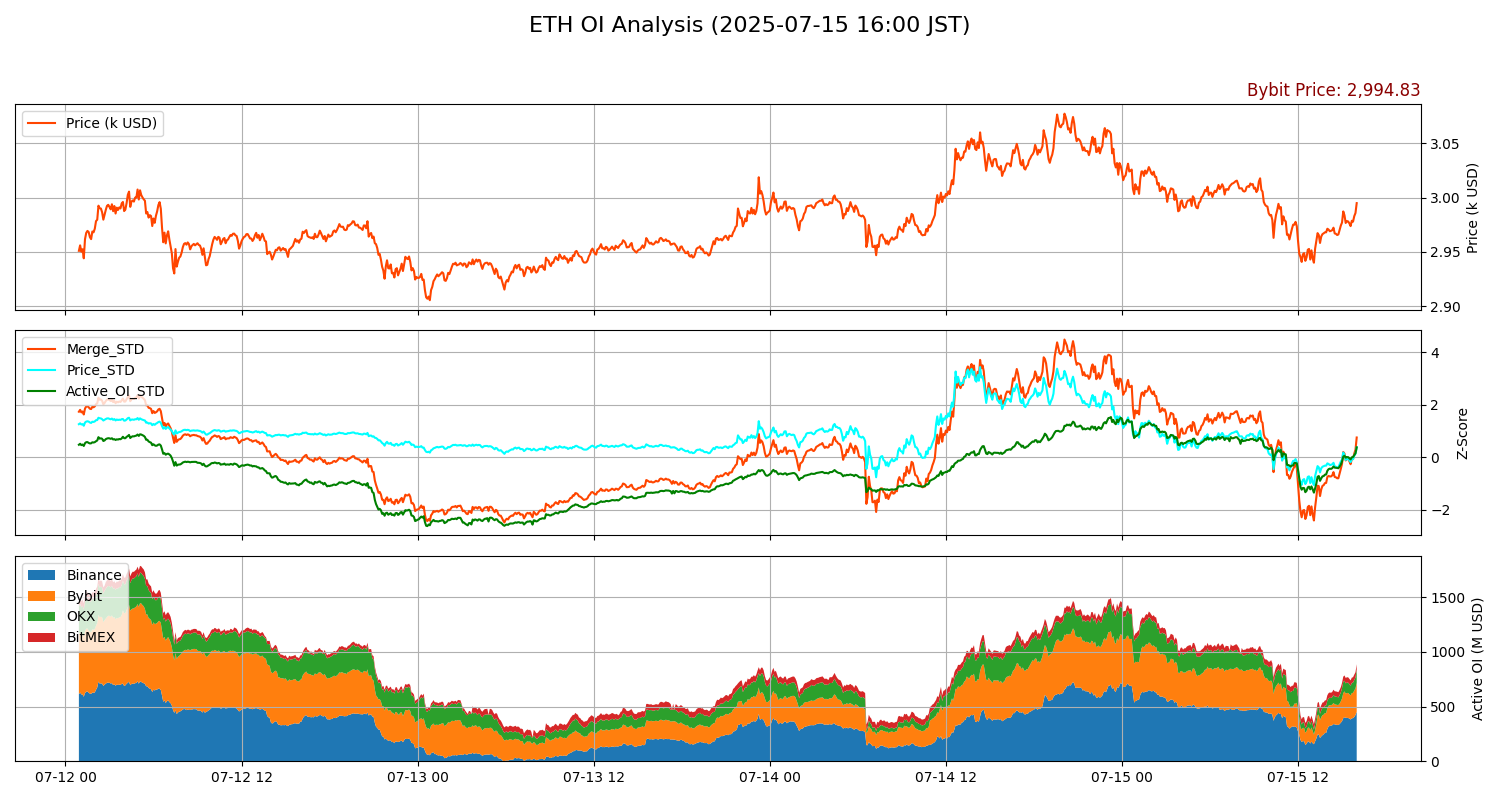 ETH OI Analysis (2025-07-15 16:00 JST)
Bybit Price: 2,994.83
Price (k USD)
3.05
3.00
2.95
2.90
Price (k USD)
Merge_STD
Price_STD
Active_OI_STD
4
2
0
−2
Z-Score
Binance
Bybit
OKX
BitMEX
1500
1000
500
0
Active OI (M USD)
07-12 00 07-12 12 07-13 00 07-13 12 07-14 00 07-14 12 07-15 00 07-15 12